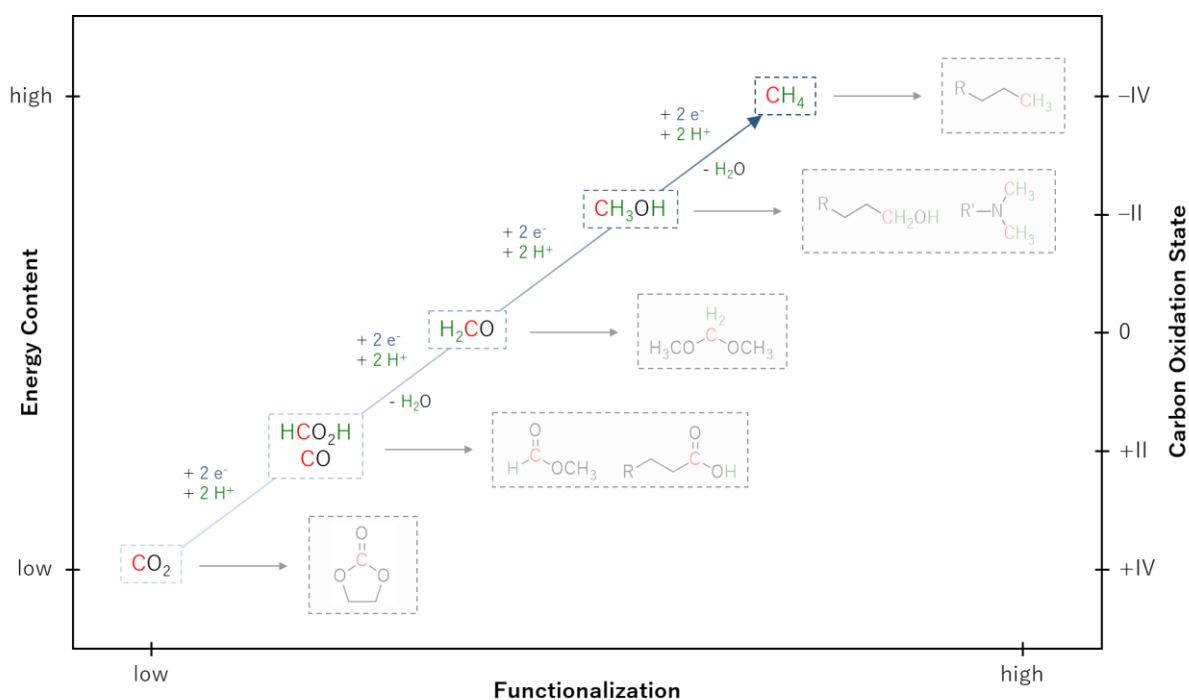 high
CH₄
R
CH₃
–IV
+ 2 e⁻
+ 2 H⁺
- H₂O
CH₃OH
R
CH₂OH
R'
N
CH₃
CH₃
–II
+ 2 e⁻
+ 2 H⁺
H₂CO
H₂
C
H₃CO
OCH₃
0
+ 2 e⁻
+ 2 H⁺
- H₂O
HCO₂H
CO
O
H
C
OCH₃
O
R
C
OH
+II
+ 2 e⁻
+ 2 H⁺
low
CO₂
O
C
O
O
+IV
Energy Content
Carbon Oxidation State
low
high
Functionalization